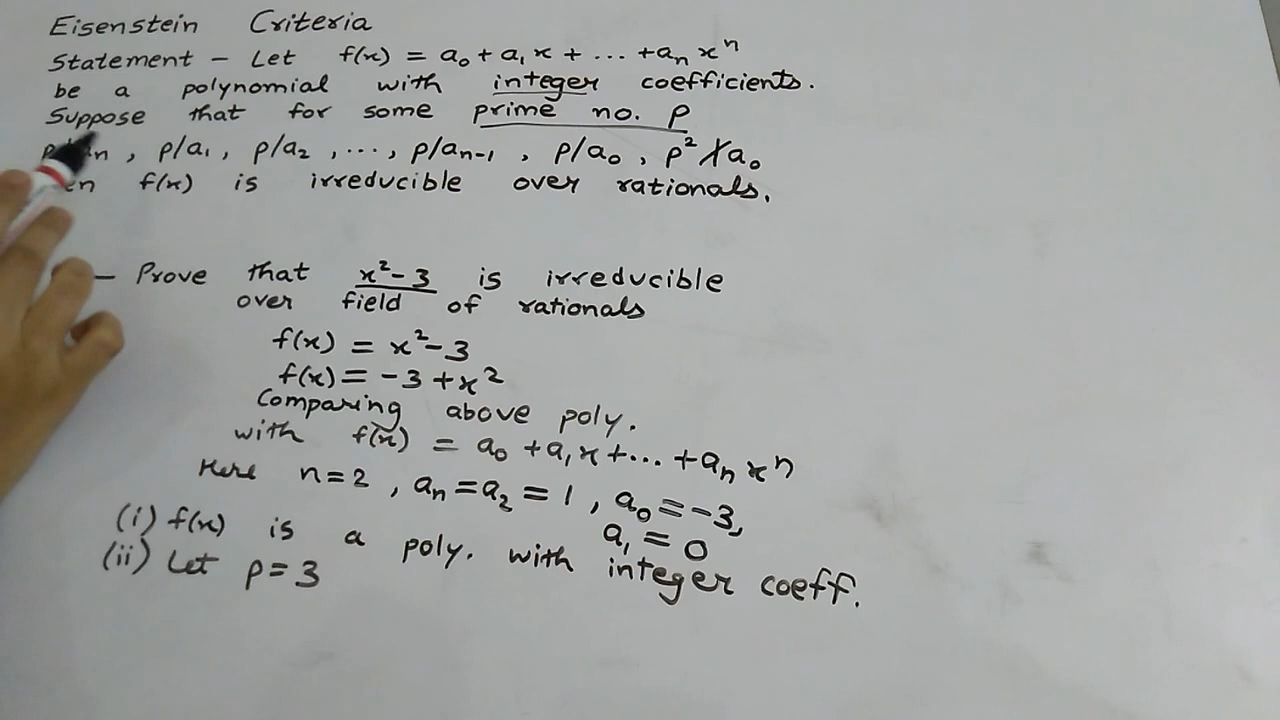 Eisenstein Criteria
Statement - Let f(x) = a₀ + a₁x + ... + aₙxⁿ
be a polynomial with integer coefficients.
Suppose that for some prime no. p
, p/a₁, p/a₂, ..., p/aₙ₋₁, p/a₀, p² ∤ a₀
f(x) is irreducible over rationals.
- Prove that x²-3 is irreducible
over field of rationals
f(x) = x²-3
f(x) = -3 + x²
Comparing above poly.
with f(x) = a₀ + a₁x + ... + aₙxⁿ
Here n=2, aₙ=a₂=1, a₀=-3,
a₁=0
(i) f(x) is a poly. with integer coeff.
(ii) Let p=3